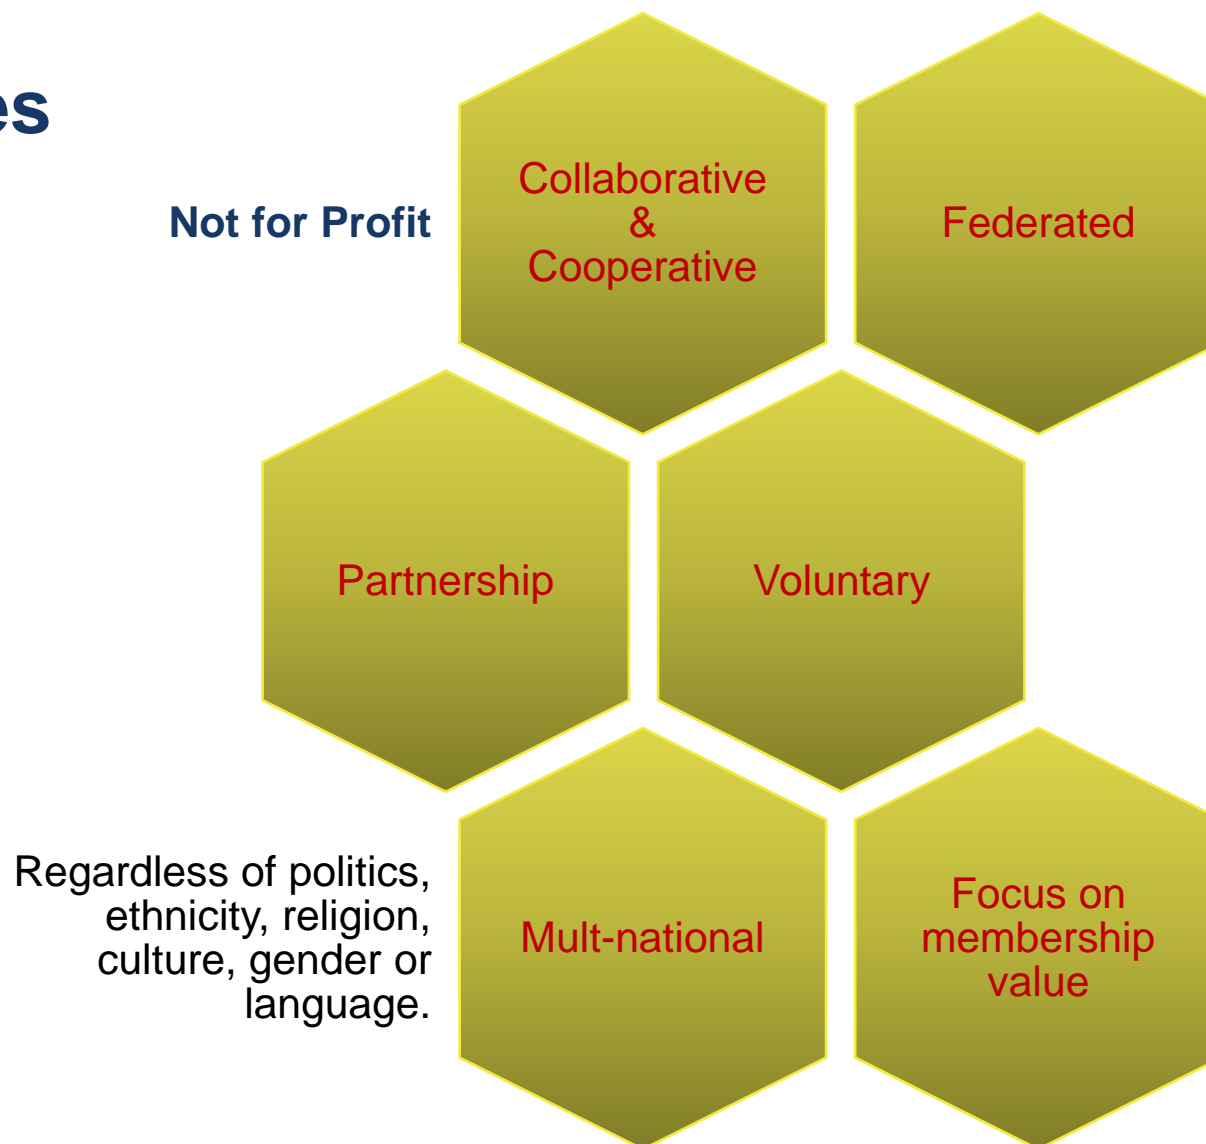 es
Not for Profit
Collaborative
&
Cooperative
Federated
Partnership
Voluntary
Regardless of politics,
ethnicity, religion,
culture, gender or
language.
Mult-national
Focus on
membership
value